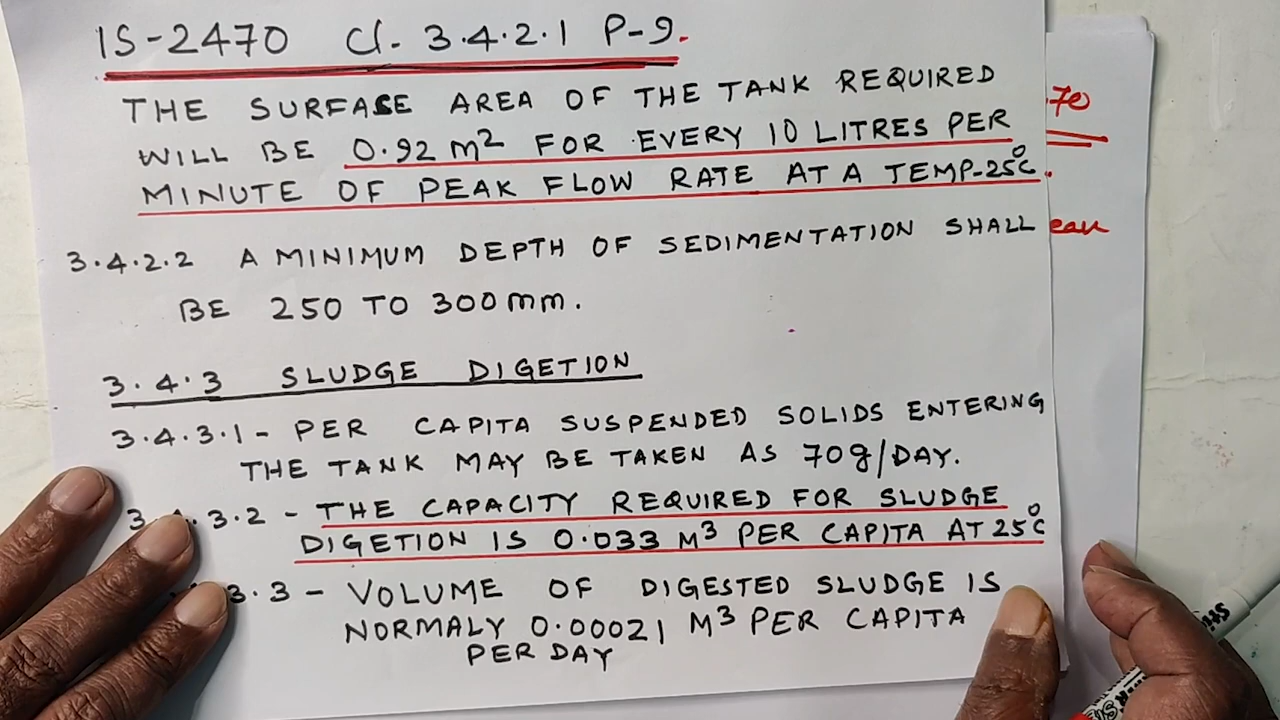 IS-2470 Cl. 3.4.2.1 P-9.
THE SURFASE AREA OF THE TANK REQUIRED
WILL BE 0.92 m² FOR EVERY 10 LITRES PER
MINUTE OF PEAK FLOW RATE AT A TEMP-25°C.
3.4.2.2 A MINIMUM DEPTH OF SEDIMENTATION SHALL
BE 250 TO 300mm.
3.4.3 SLUDGE DIGETION
3.4.3.1- PER CAPITA SUSPENDED SOLIDS ENTERING
THE TANK MAY BE TAKEN AS 70g/DAY.
3.4.3.2 - THE CAPACITY REQUIRED FOR SLUDGE
DIGETION IS 0.033 M³ PER CAPITA AT 25°C
3.3 - VOLUME OF DIGESTED SLUDGE IS
NORMALY 0.00021 M³ PER CAPITA
PER DAY